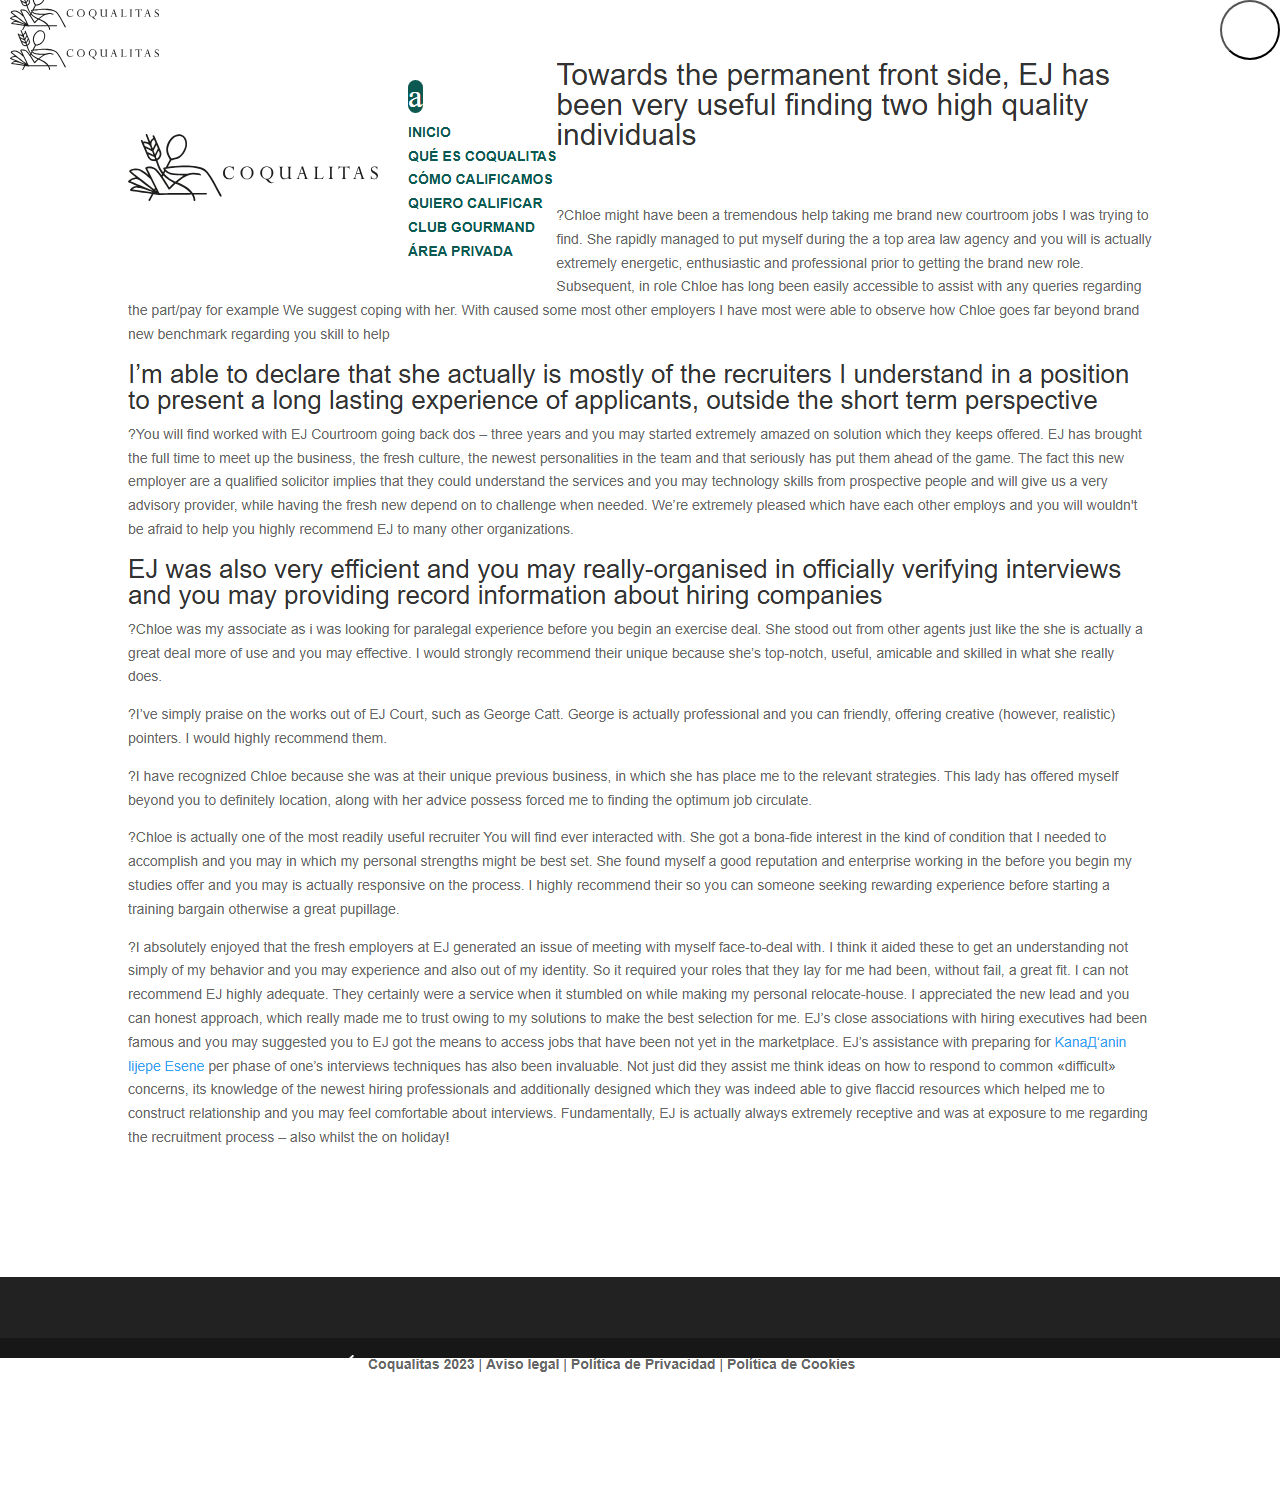 COQUALITAS
COQUALITAS
COQUALITAS
a
INICIO
QUÉ ES COQUALITAS
CÓMO CALIFICAMOS
QUIERO CALIFICAR
CLUB GOURMAND
ÁREA PRIVADA
Towards the permanent front side, EJ has
been very useful finding two high quality
individuals
?Chloe might have been a tremendous help taking me brand new courtroom jobs I was trying to
find. She rapidly managed to put myself during the a top area law agency and you will is actually
extremely energetic, enthusiastic and professional prior to getting the brand new role.
Subsequent, in role Chloe has long been easily accessible to assist with any queries regarding
the part/pay for example We suggest coping with her. With caused some most other employers I have most were able to observe how Chloe goes far beyond brand
new benchmark regarding you skill to help
I’m able to declare that she actually is mostly of the recruiters I understand in a position
to present a long lasting experience of applicants, outside the short term perspective
?You will find worked with EJ Courtroom going back dos – three years and you may started extremely amazed on solution which they keeps offered. EJ has brought
the full time to meet up the business, the fresh culture, the newest personalities in the team and that seriously has put them ahead of the game. The fact this new
employer are a qualified solicitor implies that they could understand the services and you may technology skills from prospective people and will give us a very
advisory provider, while having the fresh new depend on to challenge when needed. We’re extremely pleased which have each other employs and you will wouldn't
be afraid to help you highly recommend EJ to many other organizations.
EJ was also very efficient and you may really-organised in officially verifying interviews
and you may providing record information about hiring companies
?Chloe was my associate as i was looking for paralegal experience before you begin an exercise deal. She stood out from other agents just like the she is actually a
great deal more of use and you may effective. I would strongly recommend their unique because she’s top-notch, useful, amicable and skilled in what she really
does.
?I’ve simply praise on the works out of EJ Court, such as George Catt. George is actually professional and you can friendly, offering creative (however, realistic)
pointers. I would highly recommend them.
?I have recognized Chloe because she was at their unique previous business, in which she has place me to the relevant strategies. This lady has offered myself
beyond you to definitely location, along with her advice possess forced me to finding the optimum job circulate.
?Chloe is actually one of the most readily useful recruiter You will find ever interacted with. She got a bona-fide interest in the kind of condition that I needed to
accomplish and you may in which my personal strengths might be best set. She found myself a good reputation and enterprise working in the before you begin my
studies offer and you may is actually responsive on the process. I highly recommend their so you can someone seeking rewarding experience before starting a
training bargain otherwise a great pupillage.
?I absolutely enjoyed that the fresh employers at EJ generated an issue of meeting with myself face-to-deal with. I think it aided these to get an understanding not
simply of my behavior and you may experience and also out of my identity. So it required your roles that they lay for me had been, without fail, a great fit. I can not
recommend EJ highly adequate. They certainly were a service when it stumbled on while making my personal relocate-house. I appreciated the new lead and you
can honest approach, which really made me to trust owing to my solutions to make the best selection for me. EJ’s close associations with hiring executives had been
famous and you may suggested you to EJ got the means to access jobs that have been not yet in the marketplace. EJ’s assistance with preparing for KanaД‘anin
lijepe Esene per phase of one’s interviews techniques has also been invaluable. Not just did they assist me think ideas on how to respond to common «difficult»
concerns, its knowledge of the newest hiring professionals and additionally designed which they was indeed able to give flaccid resources which helped me to
construct relationship and you may feel comfortable about interviews. Fundamentally, EJ is actually always extremely receptive and was at exposure to me regarding
the recruitment process – also whilst the on holiday!
Coqualitas 2023 | Aviso legal | Política de Privacidad | Política de Cookies